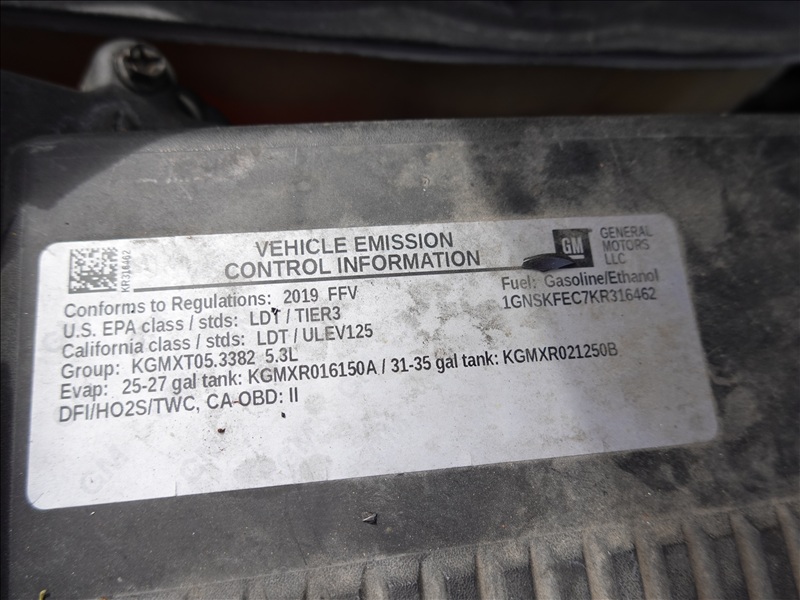 KR316462
VEHICLE EMISSION
CONTROL INFORMATION
GM
GENERAL
MOTORS
LLC
Conforms to Regulations: 2019 FFV
Fuel: Gasoline/Ethanol
U.S. EPA class / stds: LDT / TIER3
1GNSKFEC7KR316462
California class / stds: LDT / ULEV125
Group: KGMXT05.3382 5.3L
Evap: 25-27 gal tank: KGMXR016150A / 31-35 gal tank: KGMXR021250B
DFI/HO2S/TWC, CA-OBD: II